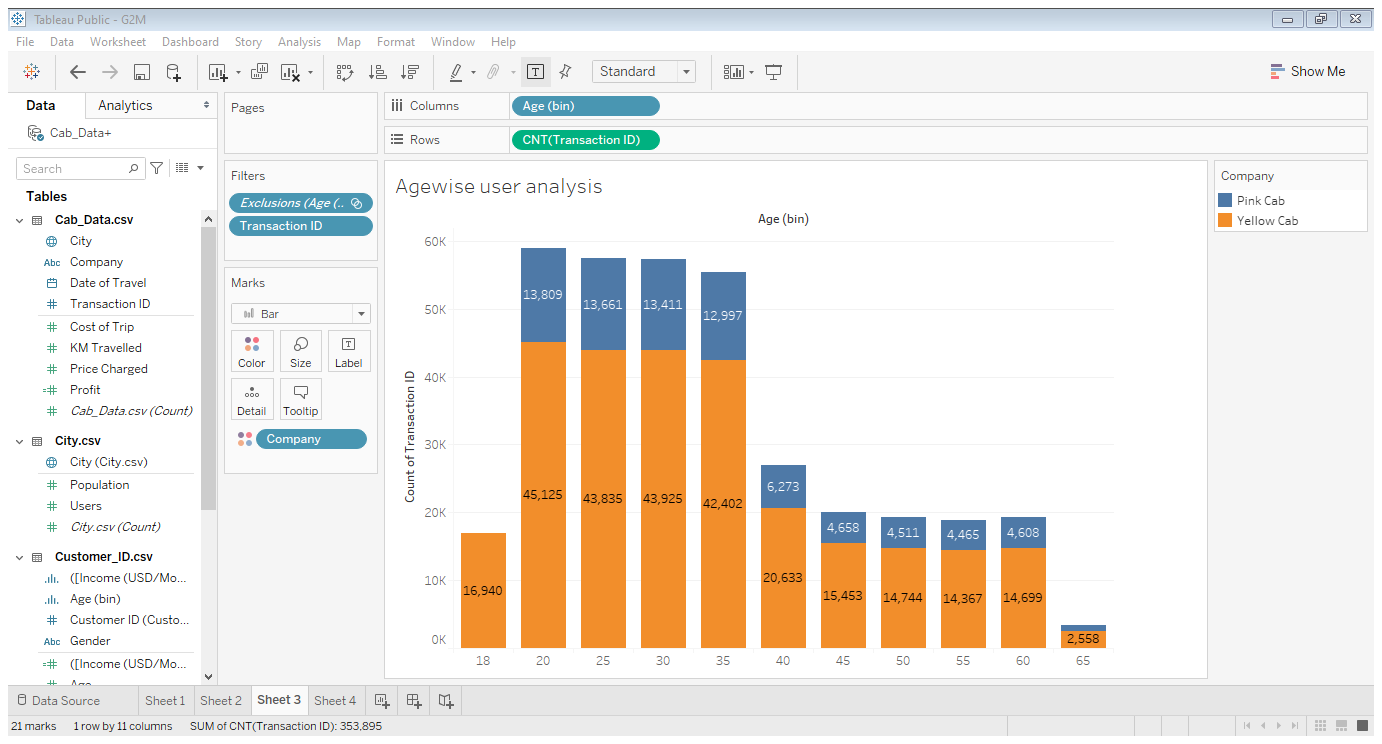 Tableau Public - G2M
File Data Worksheet Dashboard Story Analysis Map Format Window Help
Standard
Show Me
Data Analytics
Cab_Data+
Search
Tables
Cab_Data.csv
City
Abc Company
Date of Travel
Transaction ID
Cost of Trip
KM Travelled
Price Charged
Profit
Cab_Data.csv (Count)
City.csv
City (City.csv)
Population
Users
City.csv (Count)
Customer_ID.csv
([Income (USD/Mo...
Age (bin)
Customer ID (Custo...
Abc Gender
([Income (USD/Mo...
Age
Pages
Filters
Exclusions (Age (..
Transaction ID
Marks
Bar
Color Size Label
Detail Tooltip
Company
Columns Age (bin)
Rows CNT(Transaction ID)
Agewise user analysis
Age (bin)
Count of Transaction ID
60K
50K
40K
30K
20K
10K
0K
13,809 13,661 13,411 12,997
6,273
4,658 4,511 4,465 4,608
16,940 45,125 43,835 43,925 42,402 20,633 15,453 14,744 14,367 14,699 2,558
18 20 25 30 35 40 45 50 55 60 65
Company
Pink Cab
Yellow Cab
Data Source Sheet 1 Sheet 2 Sheet 3 Sheet 4
21 marks 1 row by 11 columns SUM of CNT(Transaction ID): 353,895